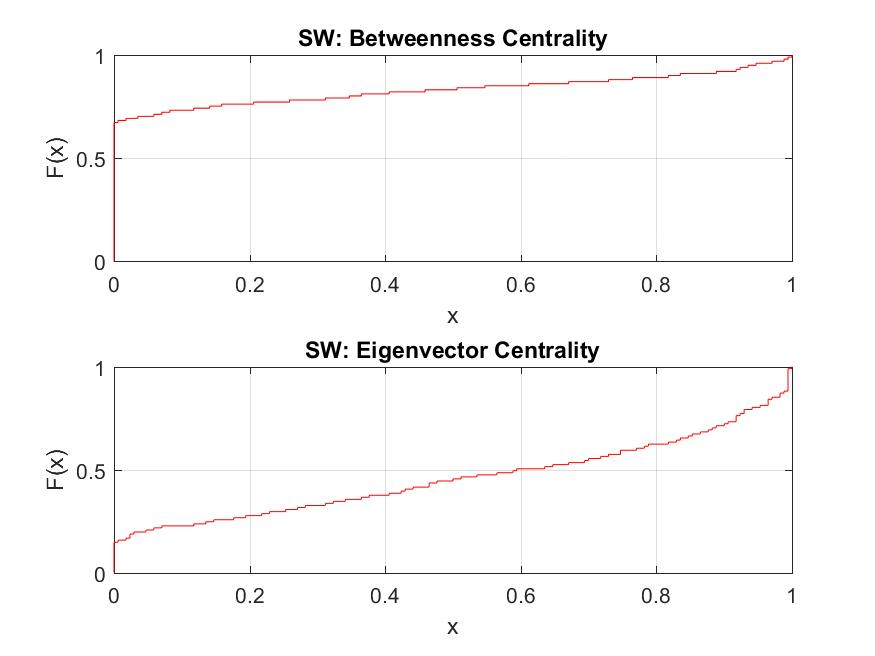 SW: Betweenness Centrality
1
0.5
0
F(x)
0 0.2 0.4 0.6 0.8 1
x
SW: Eigenvector Centrality
1
0.5
0
F(x)
0 0.2 0.4 0.6 0.8 1
x